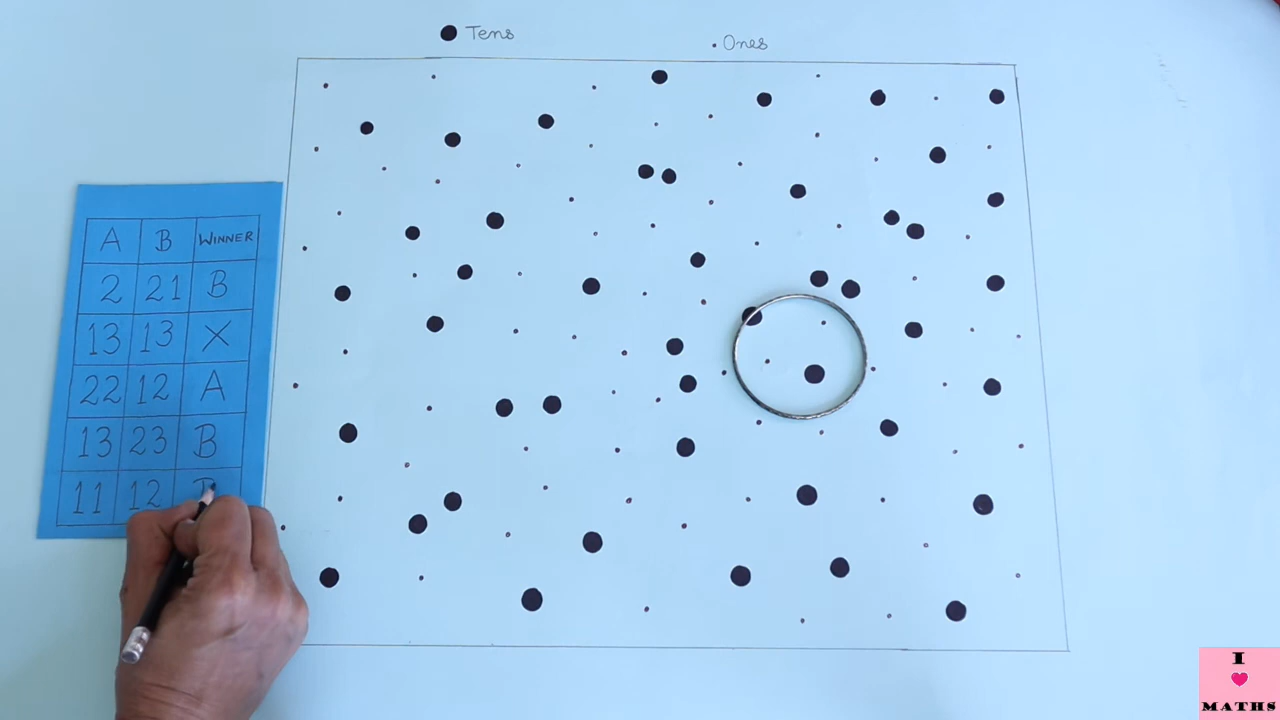 Tens
Ones
A B WINNER
2 21 B
13 13 X
22 12 A
13 23 B
11 12
I
MATHS